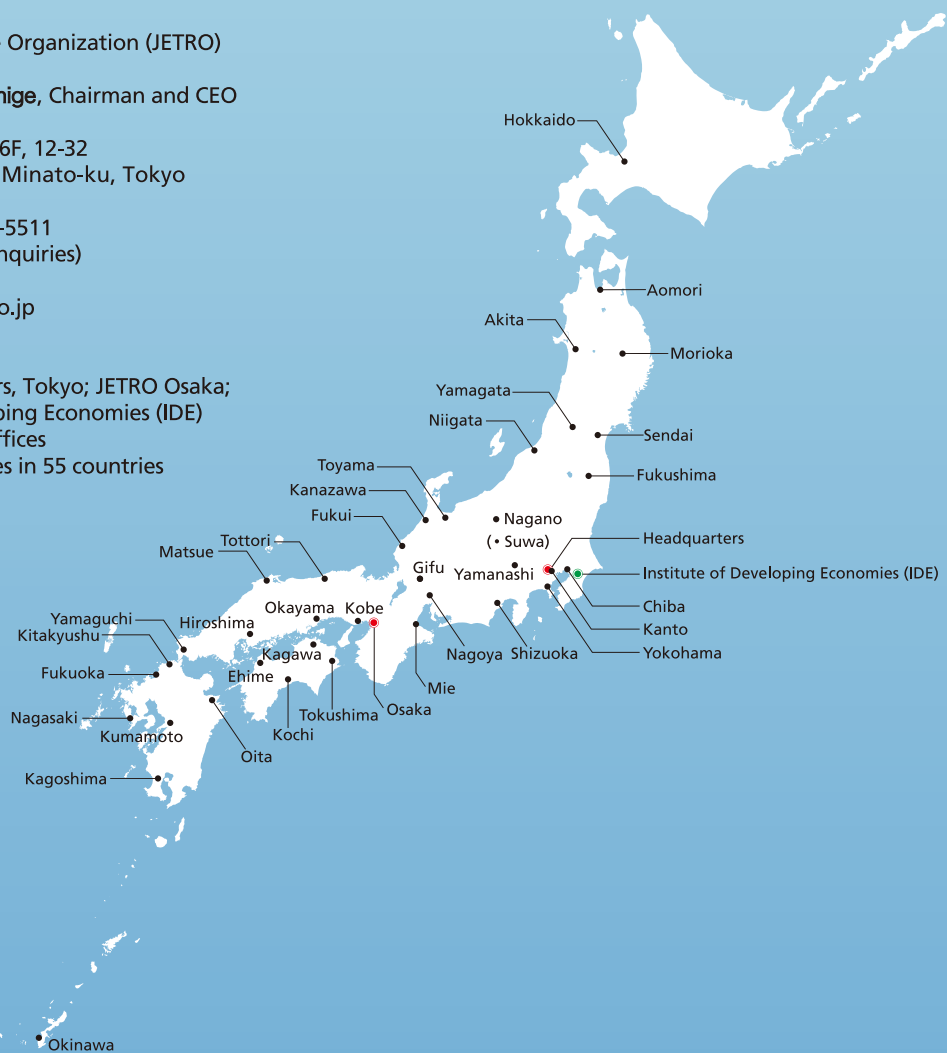 Organization (JETRO)
nige, Chairman and CEO
6F, 12-32
Minato-ku, Tokyo
-5511
nquiries)
o.jp
rs, Tokyo; JETRO Osaka;
ping Economies (IDE)
ffices
es in 55 countries
Hokkaido
Aomori
Akita
Morioka
Yamagata
Niigata
Sendai
Toyama
Fukushima
Kanazawa
Fukui
Nagano
(• Suwa)
Headquarters
Tottori
Matsue
Gifu
Yamanashi
Institute of Developing Economies (IDE)
Chiba
Okayama
Kobe
Yamaguchi
Hiroshima
Kanto
Kitakyushu
Kagawa
Nagoya
Shizuoka
Yokohama
Fukuoka
Ehime
Mie
Osaka
Tokushima
Nagasaki
Kochi
Kumamoto
Oita
Kagoshima
Okinawa